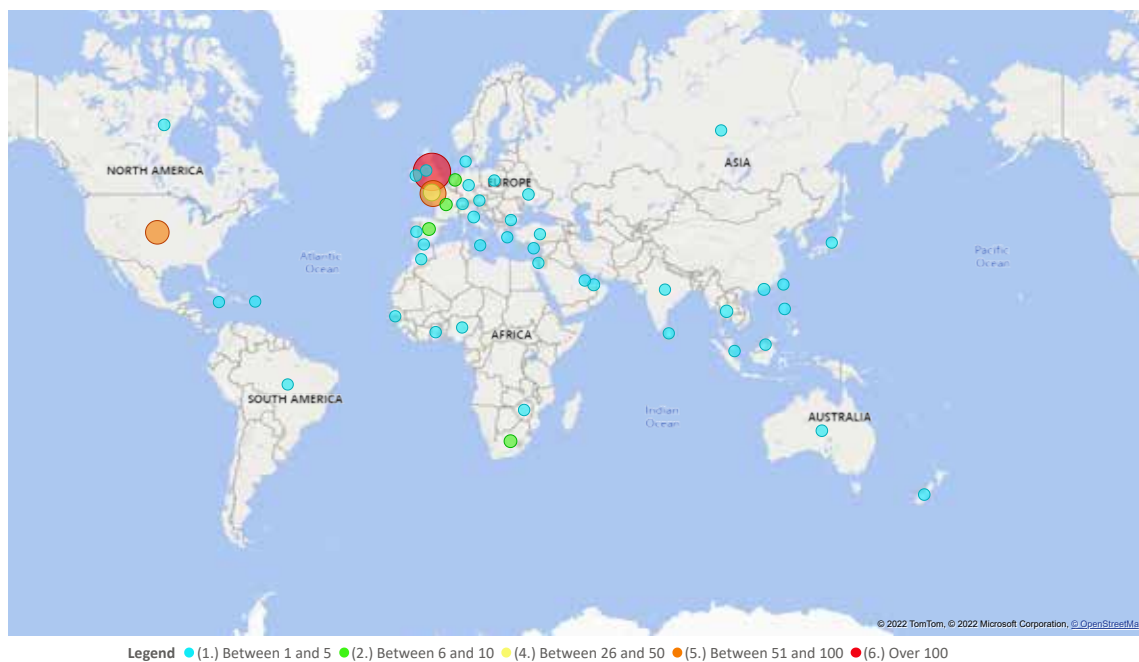 NORTH AMERICA
ASIA
EUROPE
Atlantic
Ocean
Pacific
Ocean
AFRICA
SOUTH AMERICA
Indian
Ocean
AUSTRALIA
© 2022 TomTom, © 2022 Microsoft Corporation, © OpenStreetMa
Legend (1.) Between 1 and 5 (2.) Between 6 and 10 (4.) Between 26 and 50 (5.) Between 51 and 100 (6.) Over 100